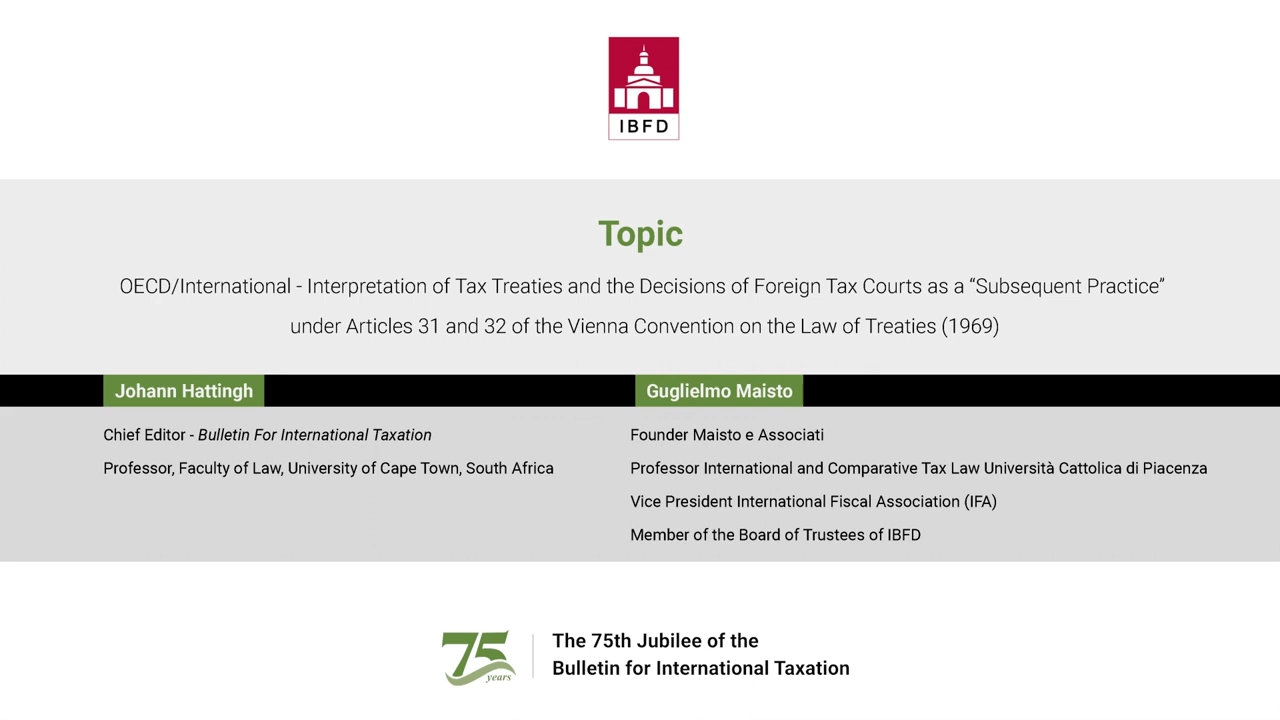 IBFD
Topic
OECD/International - Interpretation of Tax Treaties and the Decisions of Foreign Tax Courts as a “Subsequent Practice”
under Articles 31 and 32 of the Vienna Convention on the Law of Treaties (1969)
Johann Hattingh
Chief Editor - Bulletin For International Taxation
Professor, Faculty of Law, University of Cape Town, South Africa
Guglielmo Maisto
Founder Maisto e Associati
Professor International and Comparative Tax Law Università Cattolica di Piacenza
Vice President International Fiscal Association (IFA)
Member of the Board of Trustees of IBFD
75 years
The 75th Jubilee of the
Bulletin for International Taxation